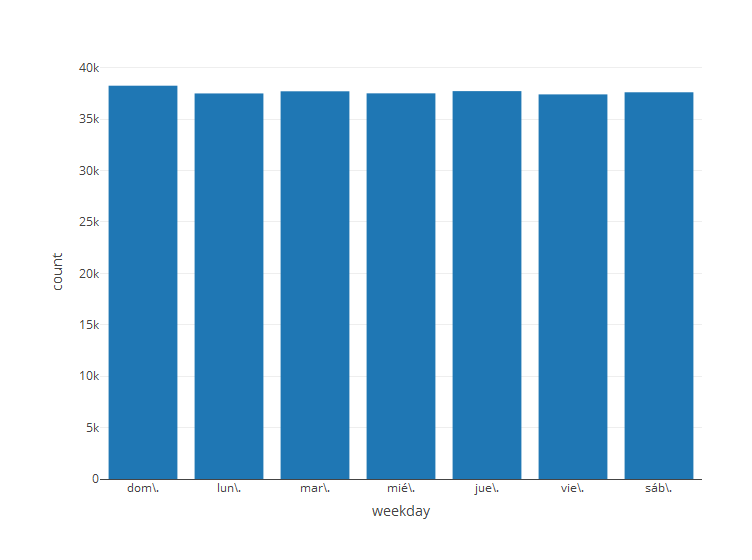 40k
35k
30k
25k
20k
15k
10k
5k
0
count
dom\. lun\. mar\. mié\. jue\. vie\. sáb\.
weekday